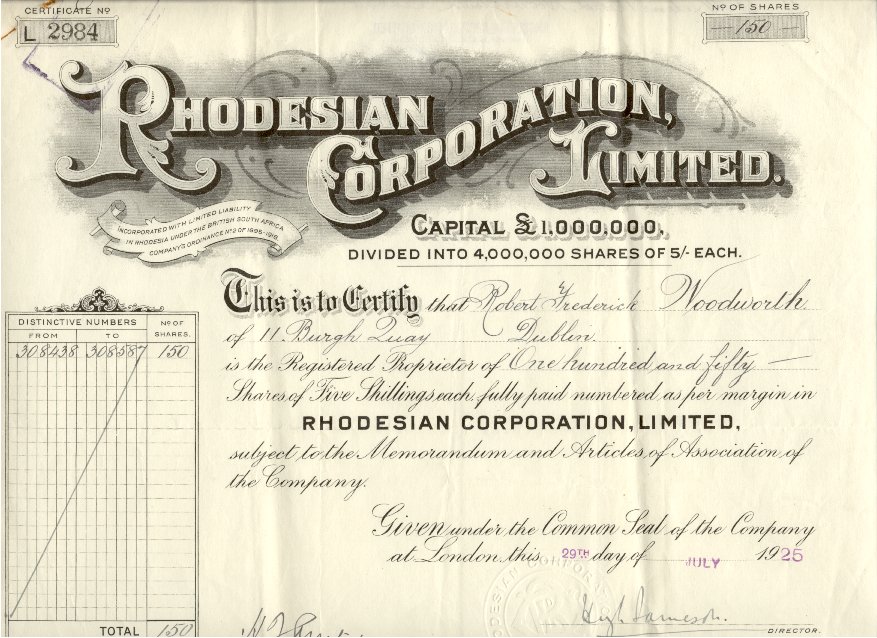 CERTIFICATE Nº
L 2984
Nº OF SHARES
150
RHODESIAN CORPORATION, LIMITED.
INCORPORATED WITH LIMITED LIABILITY
IN RHODESIA UNDER THE BRITISH SOUTH AFRICA
COMPANYS ORDINANCE Nº 2 OF 1895-1918.
CAPITAL £1,000,000,
DIVIDED INTO 4,000,000 SHARES OF 5/- EACH.
This is to Certify that Robert Frederick Woodworth
of 11 Burgh Quay Dublin.
is the Registered Proprietor of One hundred and fifty —
Shares of Five Shillings each, fully paid numbered as per margin in
RHODESIAN CORPORATION, LIMITED,
subject to the Memorandum and Articles of Association of
the Company.
Given under the Common Seal of the Company
at London, this 29TH day of JULY 1925
DISTINCTIVE NUMBERS
Nº OF SHARES.
FROM TO
308438 308587 150
TOTAL 150
Hugh Jameson.
DIRECTOR.